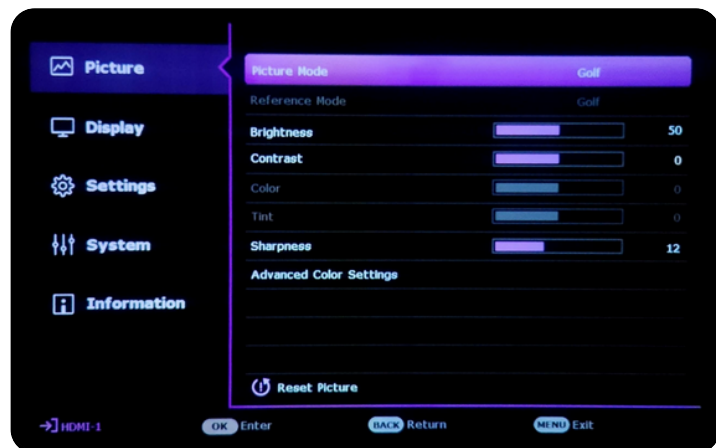 Picture
Display
Settings
System
Information
Picture Mode Golf
Reference Mode Golf
Brightness 50
Contrast 0
Color 0
Tint 0
Sharpness 12
Advanced Color Settings
Reset Picture
HDMI-1 OK Enter BACK Return MENU Exit